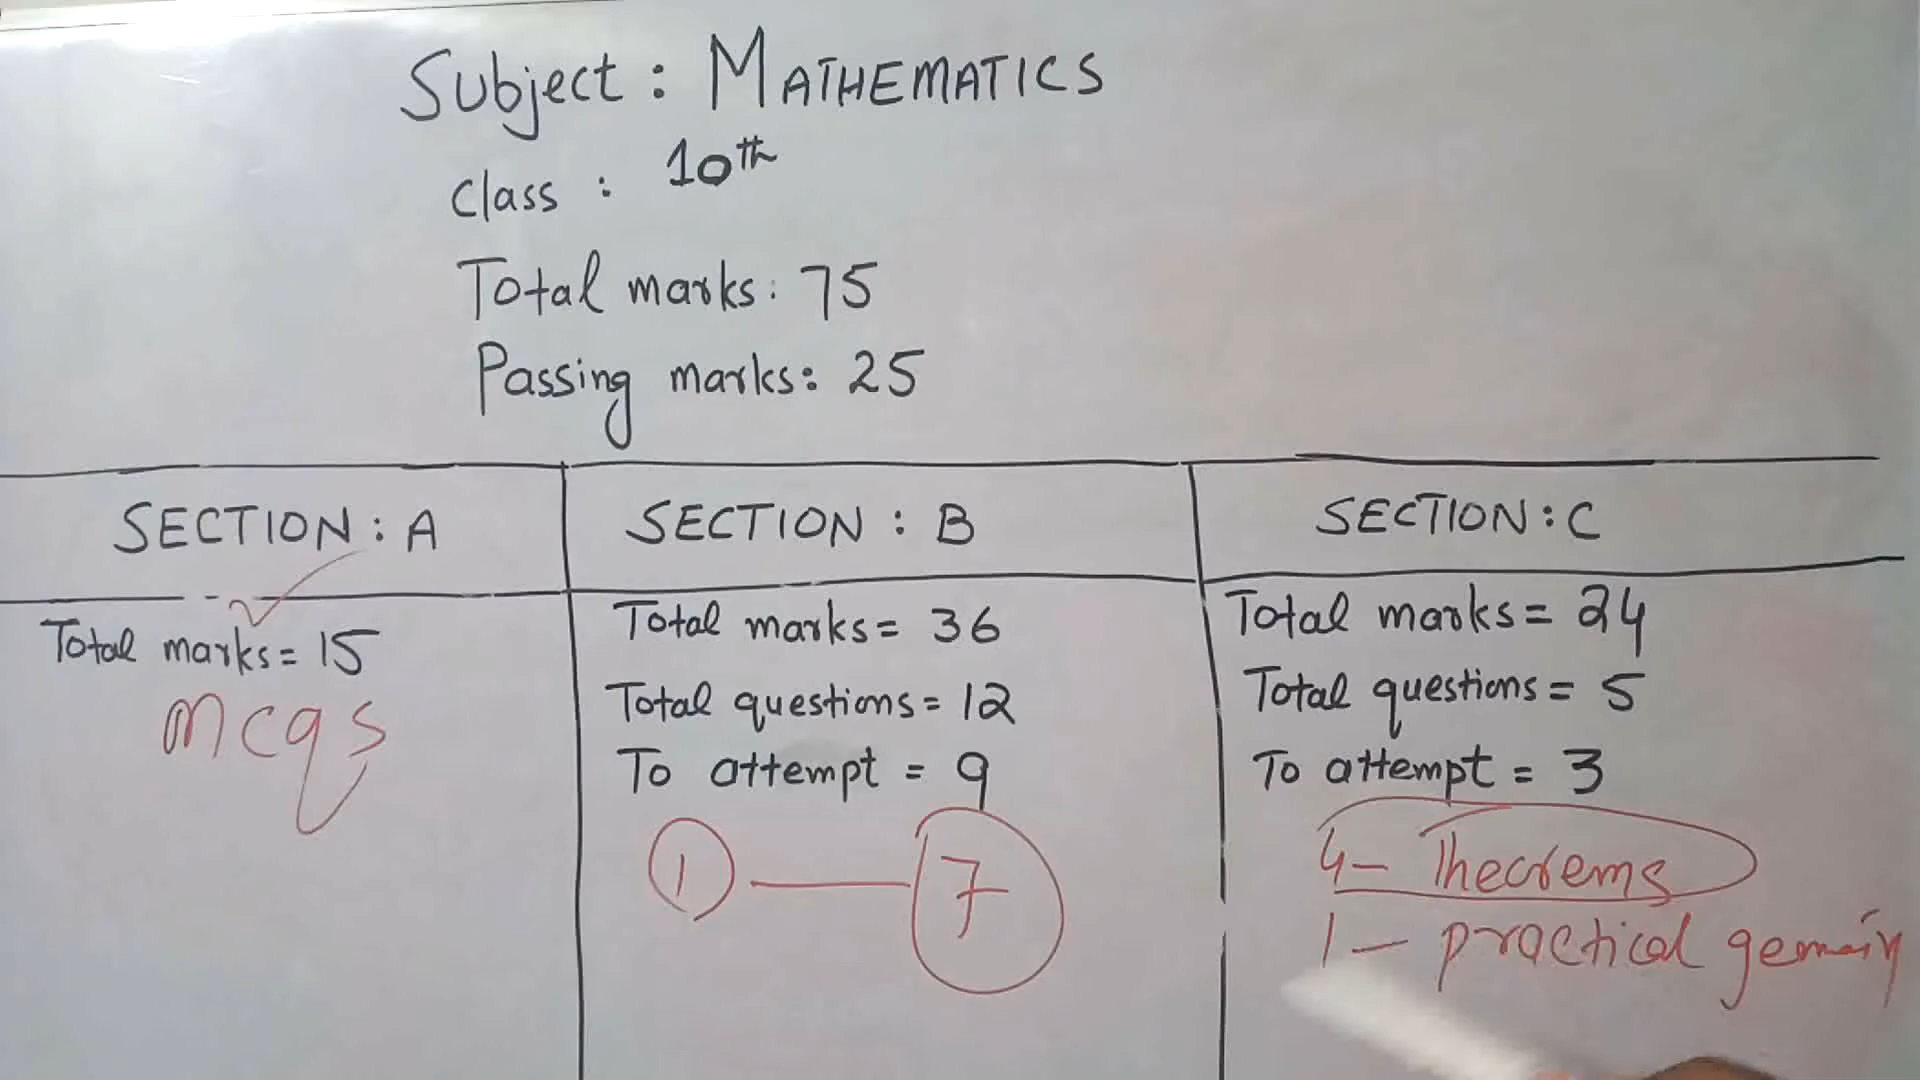 Subject: MATHEMATICS
Class : 10th
Total marks: 75
Passing marks: 25
SECTION: A
Total marks= 15
mcqs
SECTION : B
Total marks= 36
Total questions= 12
To attempt = 9
1 — 7
SECTION: C
Total marks= 24
Total questions= 5
To attempt = 3
4- Theorems
1- practical